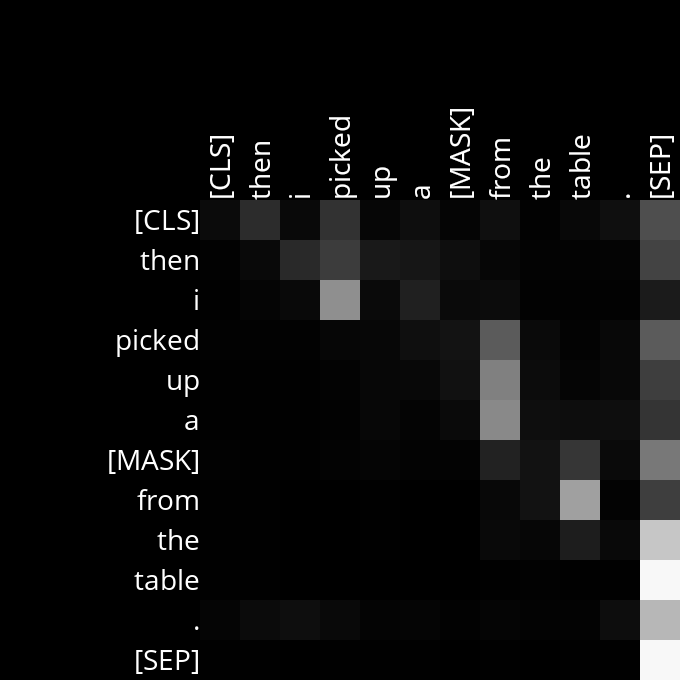 [CLS] then i picked up a [MASK] from the table . [SEP]
[CLS]
then
i
picked
up
a
[MASK]
from
the
table
.
[SEP]